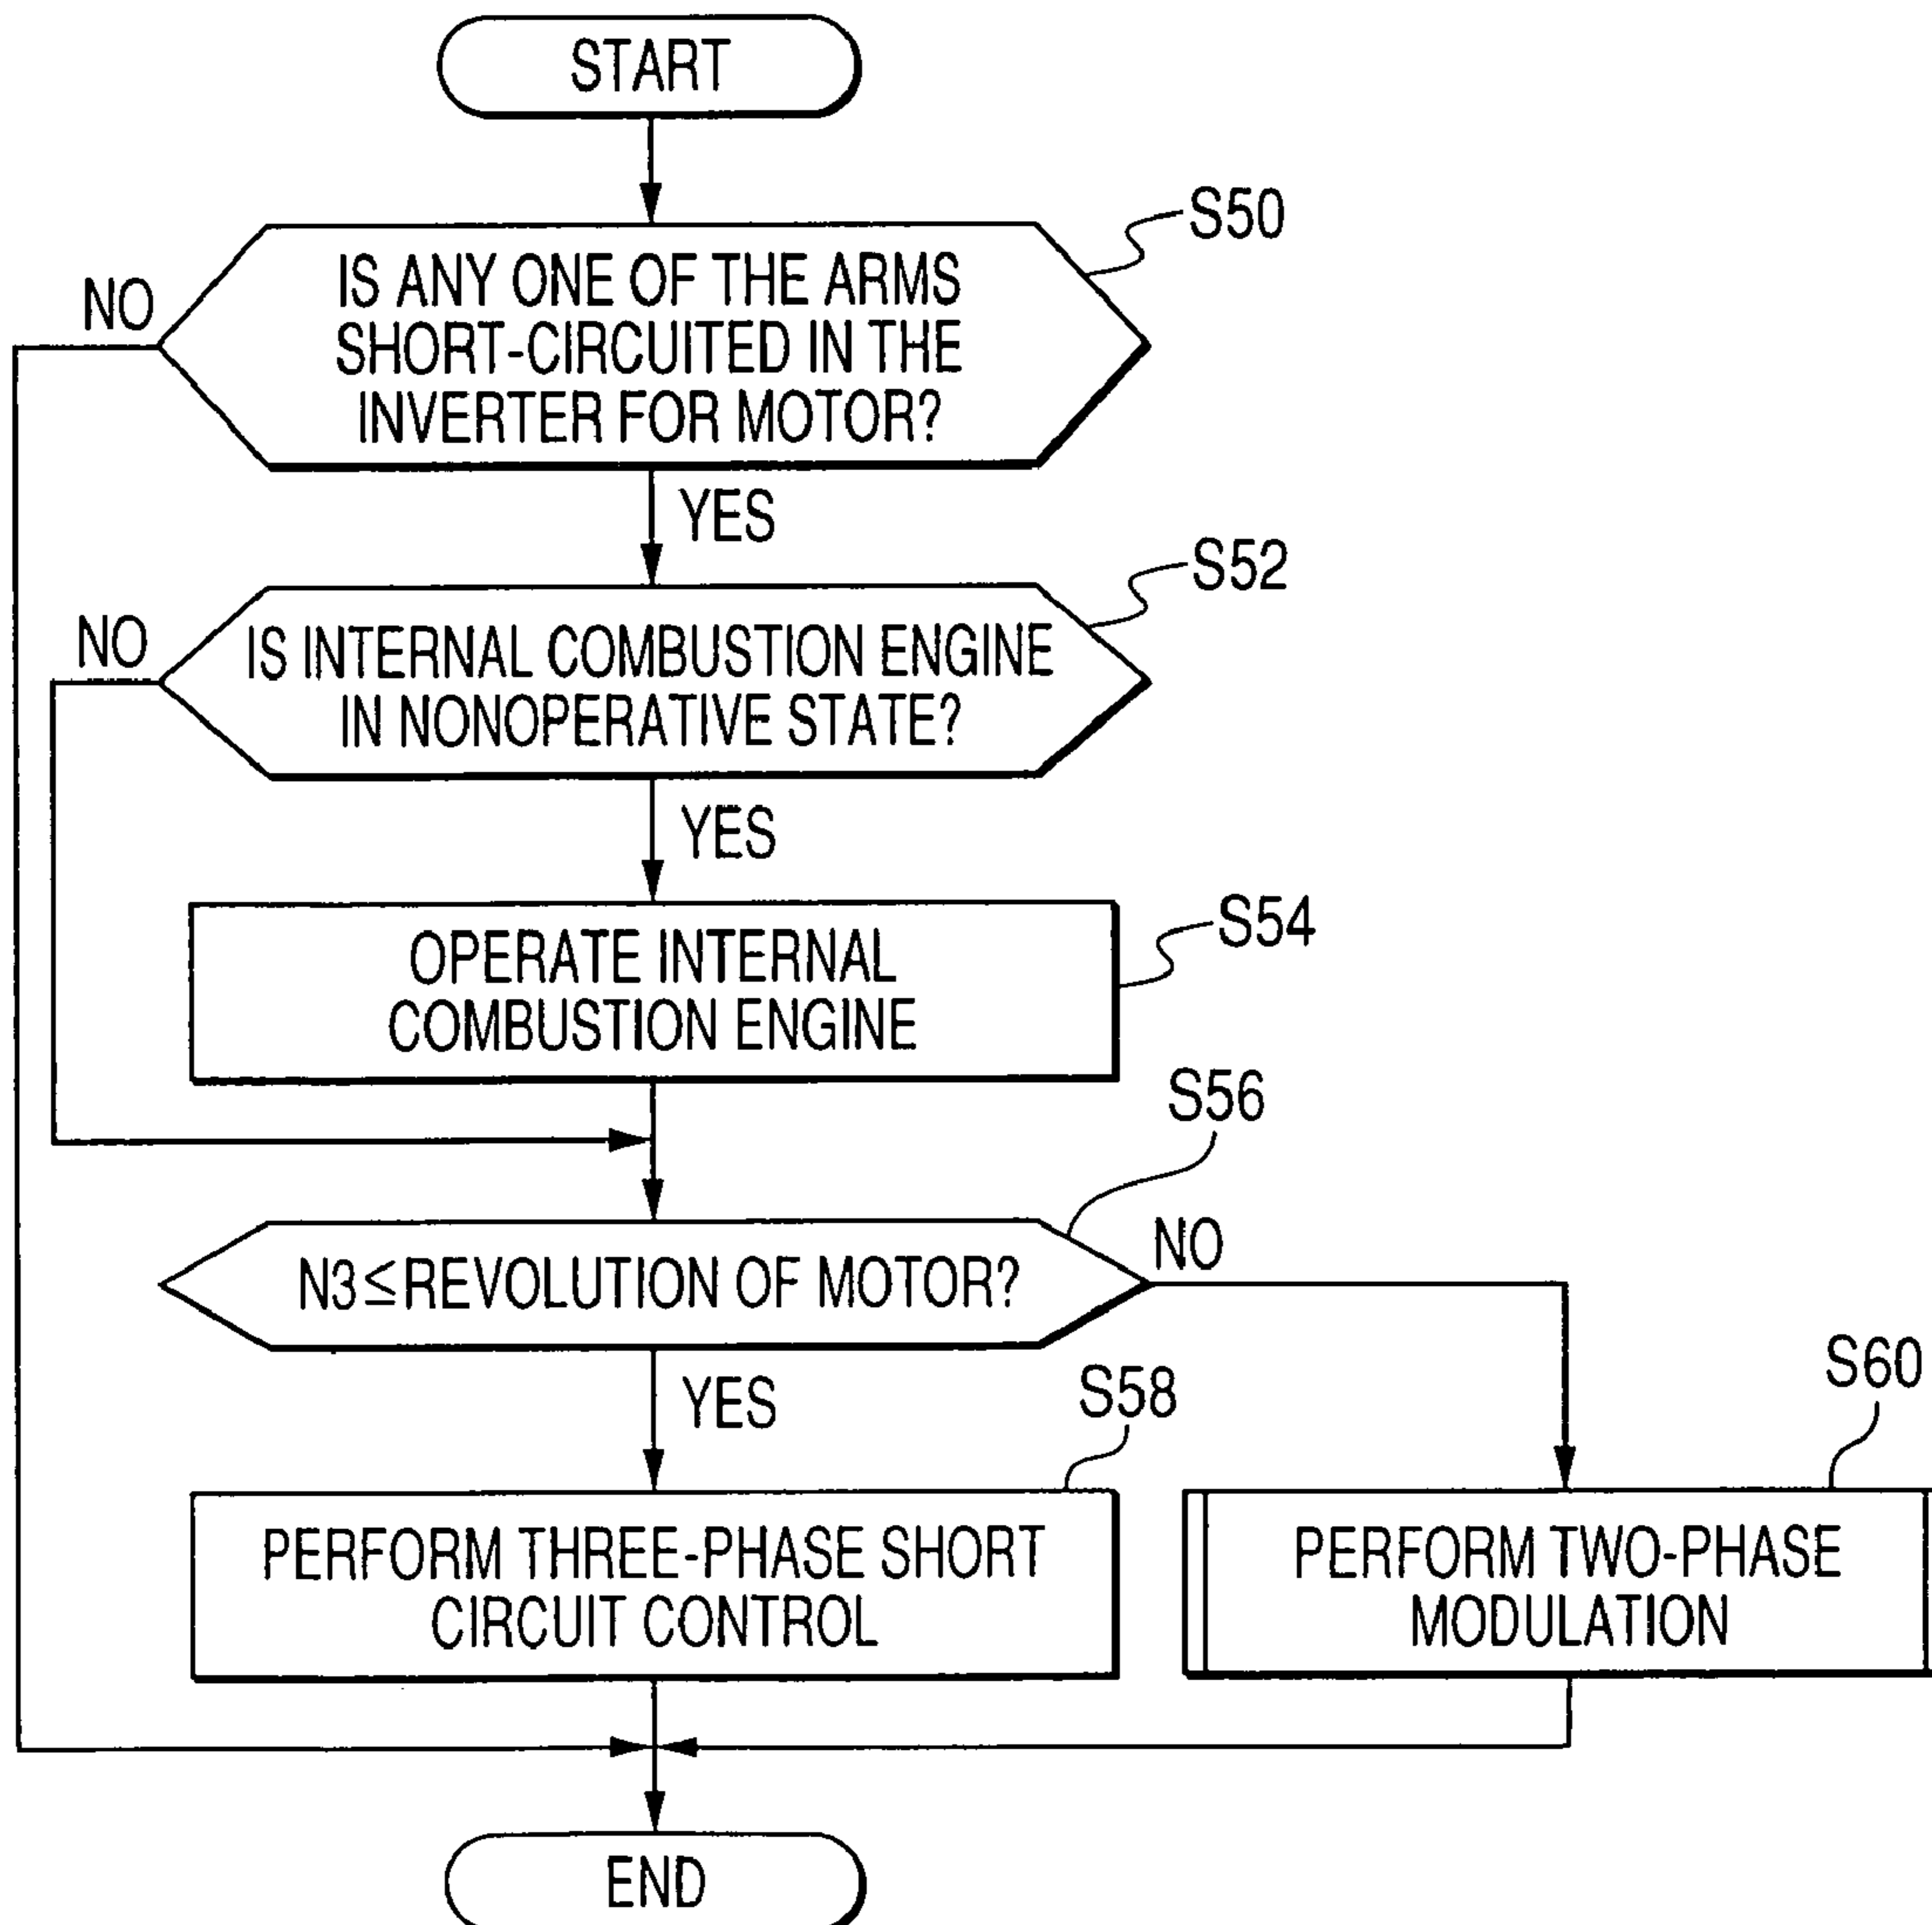 START
S50
NO
IS ANY ONE OF THE ARMS
SHORT-CIRCUITED IN THE
INVERTER FOR MOTOR?
YES
S52
NO
IS INTERNAL COMBUSTION ENGINE
IN NONOPERATIVE STATE?
YES
S54
OPERATE INTERNAL
COMBUSTION ENGINE
S56
NO
N3≤REVOLUTION OF MOTOR?
YES
S58
S60
PERFORM THREE-PHASE SHORT
CIRCUIT CONTROL
PERFORM TWO-PHASE
MODULATION
END